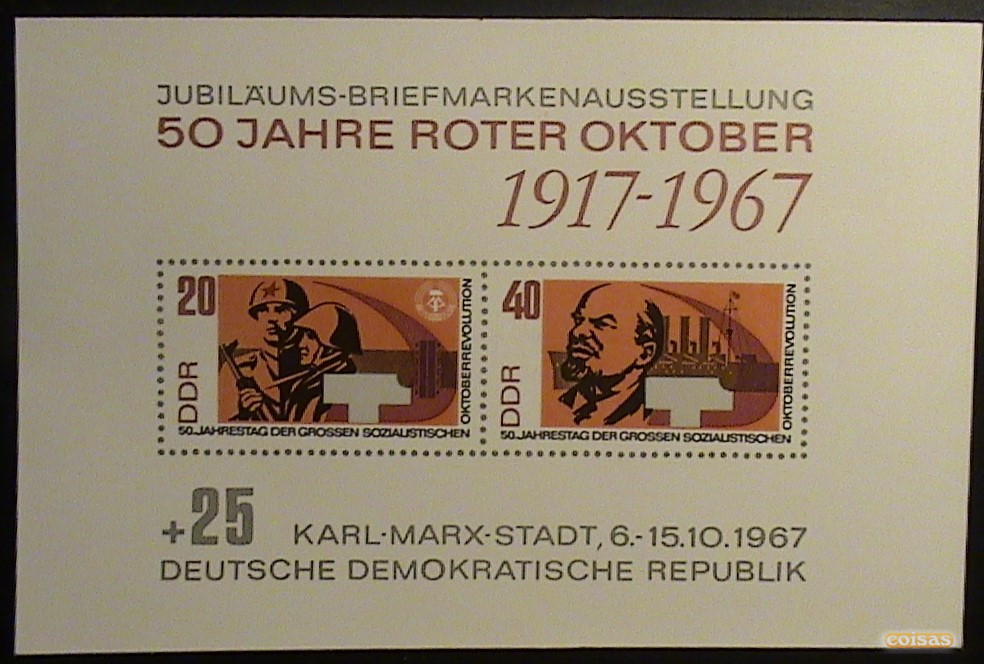 JUBILÄUMS-BRIEFMARKENAUSSTELLUNG
50 JAHRE ROTER OKTOBER
1917-1967
20
DDR
50. JAHRESTAG DER GROSSEN SOZIALISTISCHEN
OKTOBERREVOLUTION
40
DDR
50. JAHRESTAG DER GROSSEN SOZIALISTISCHEN
OKTOBERREVOLUTION
+25
KARL-MARX-STADT, 6.-15.10.1967
DEUTSCHE DEMOKRATISCHE REPUBLIK
coisas